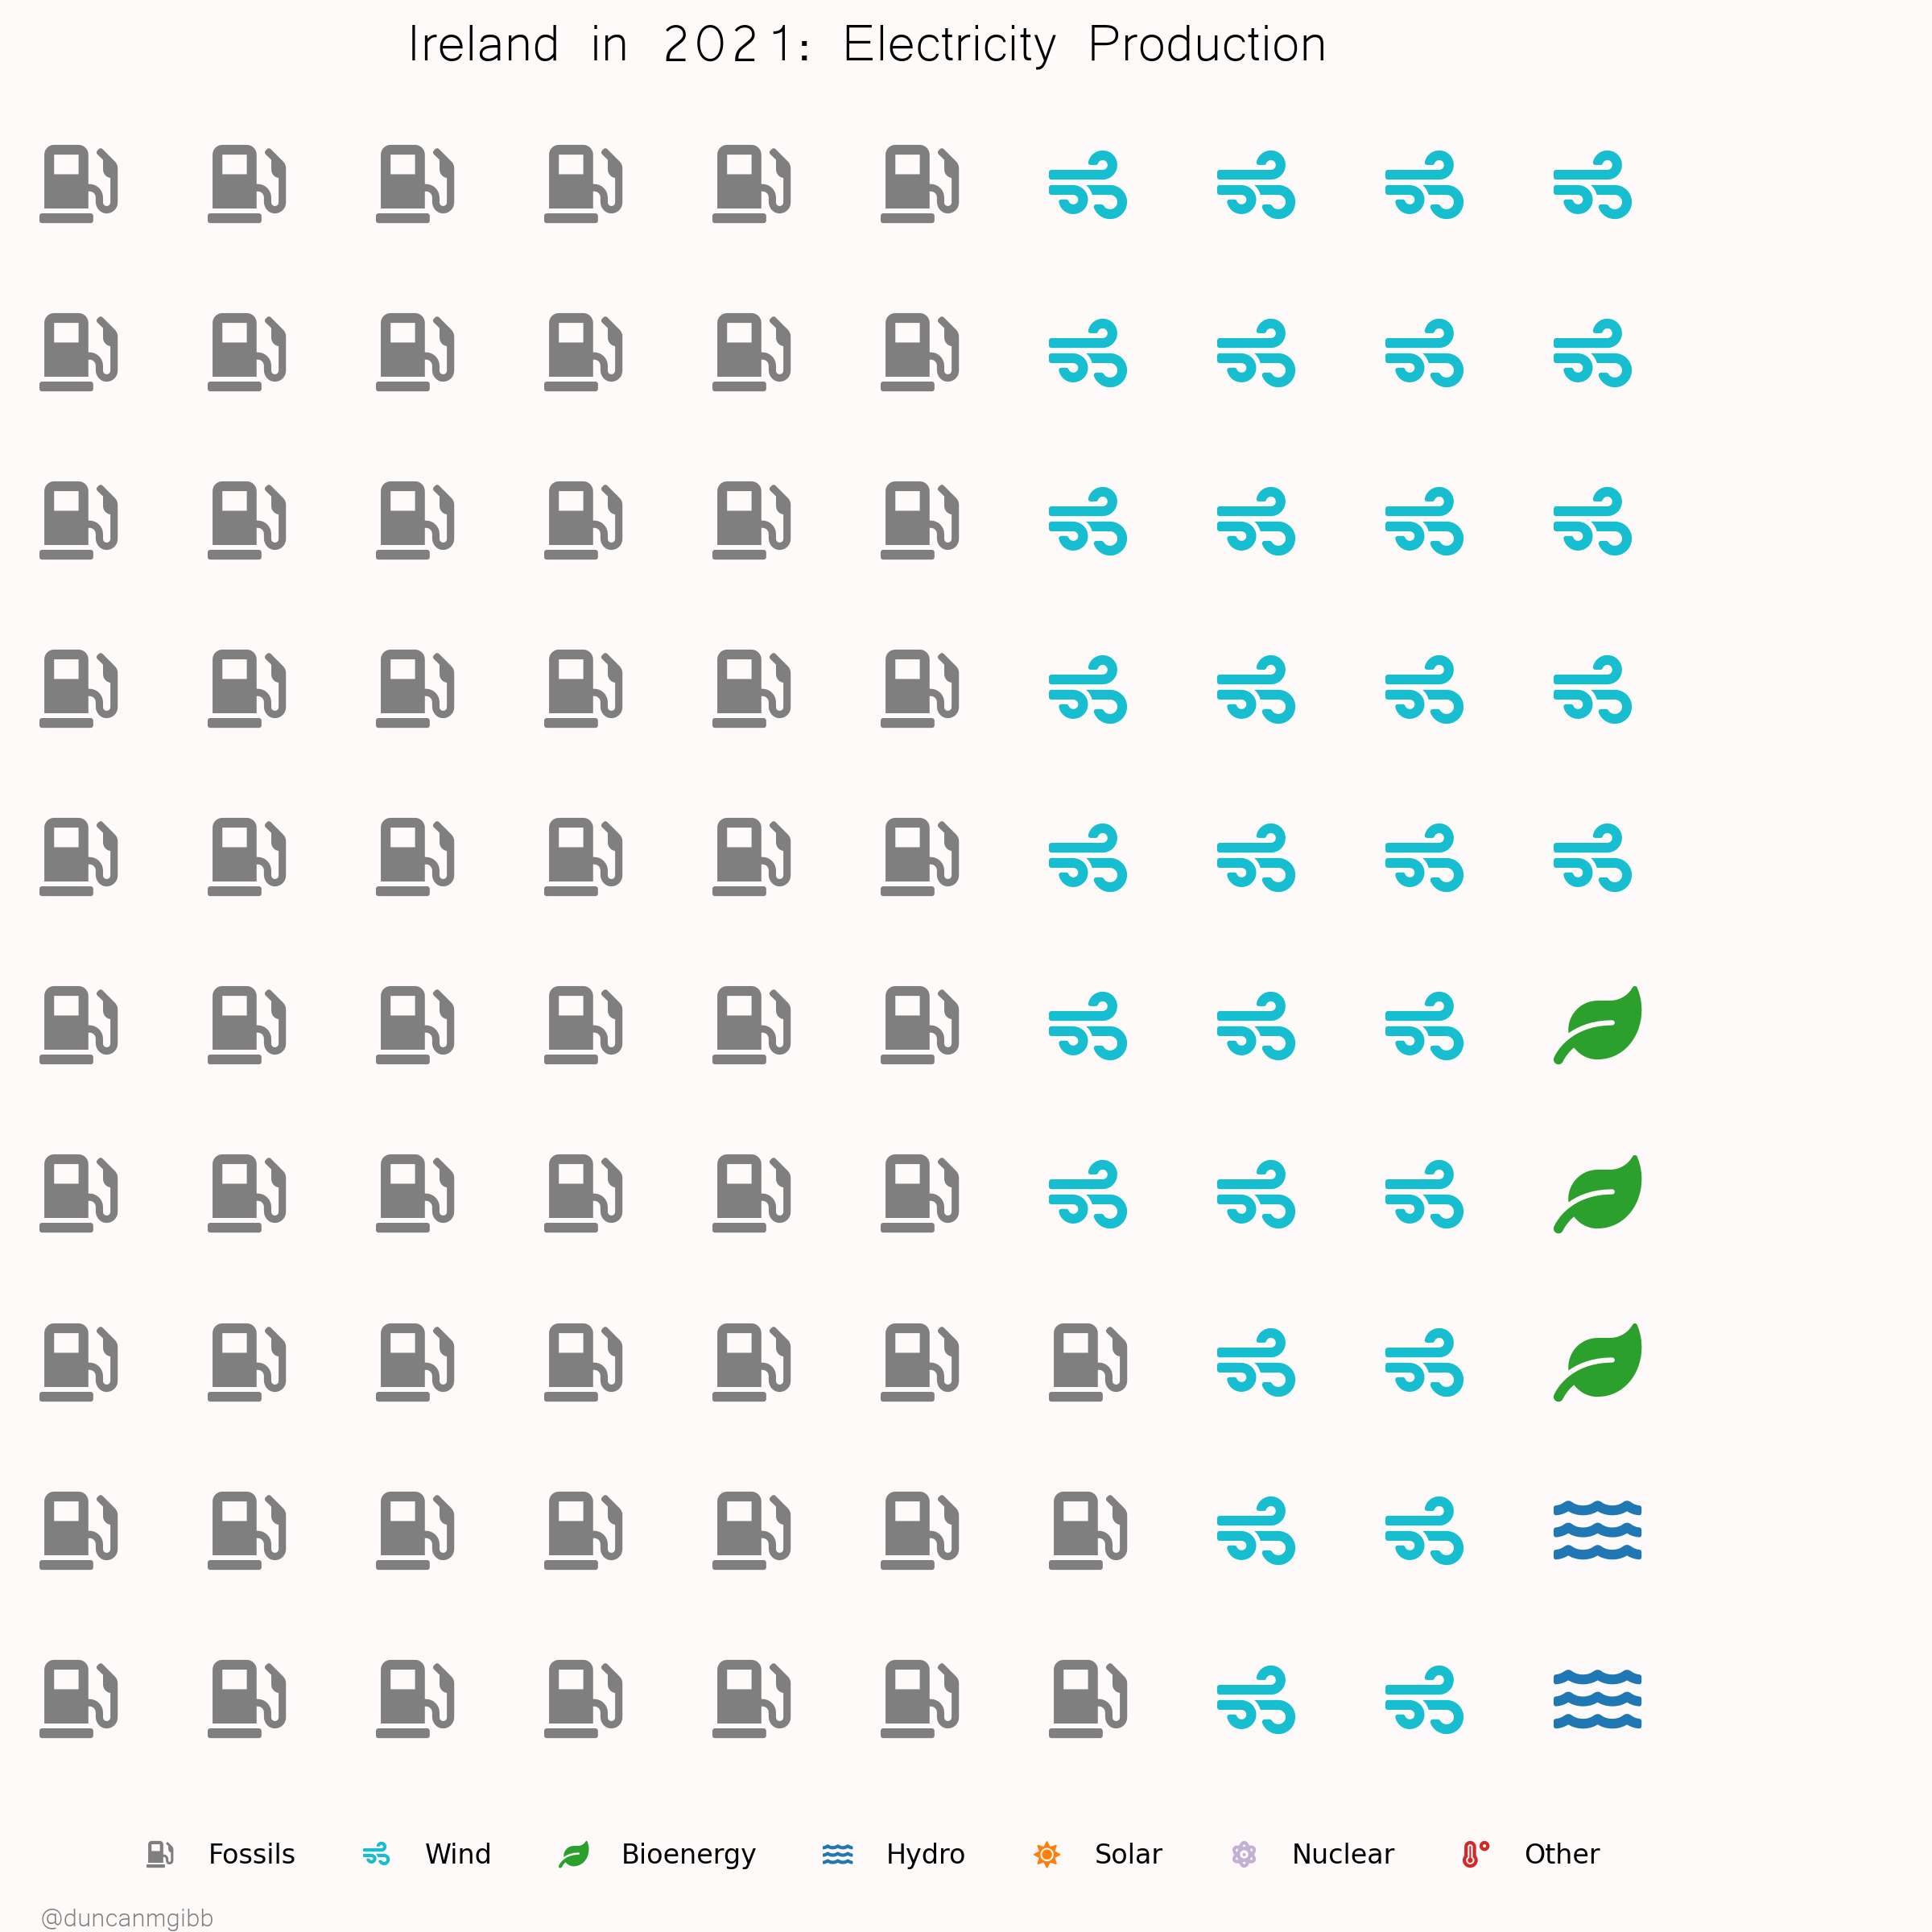 Ireland in 2021: Electricity Production
Fossils Wind Bioenergy Hydro Solar Nuclear Other
@duncanmgibb